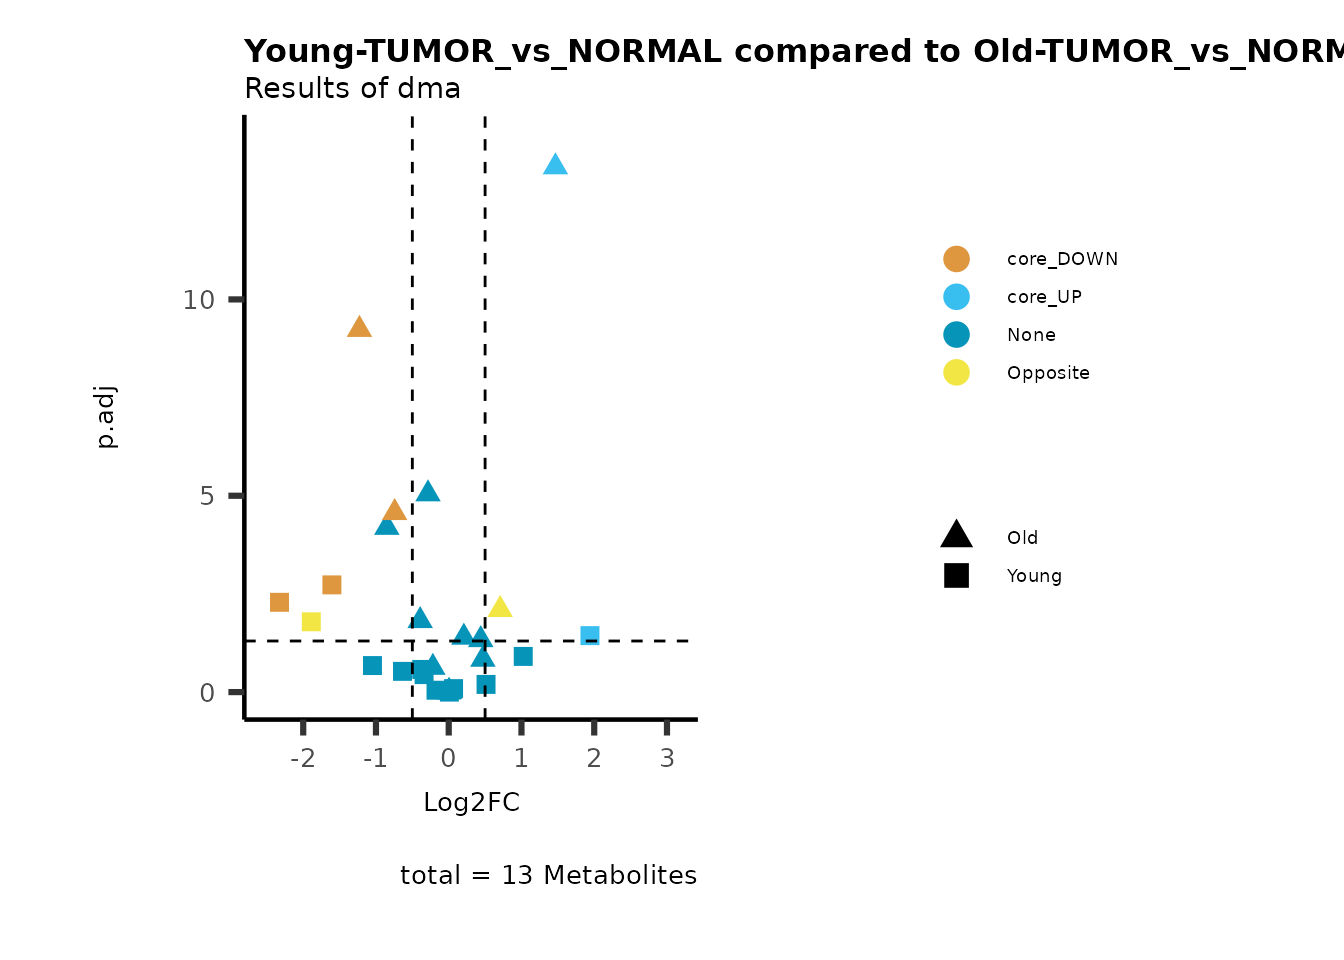 Young-TUMOR_vs_NORMAL compared to Old-TUMOR_vs_NORM
Results of dma
p.adj
10
5
0
-2 -1 0 1 2 3
Log2FC
total = 13 Metabolites
core_DOWN
core_UP
None
Opposite
Old
Young